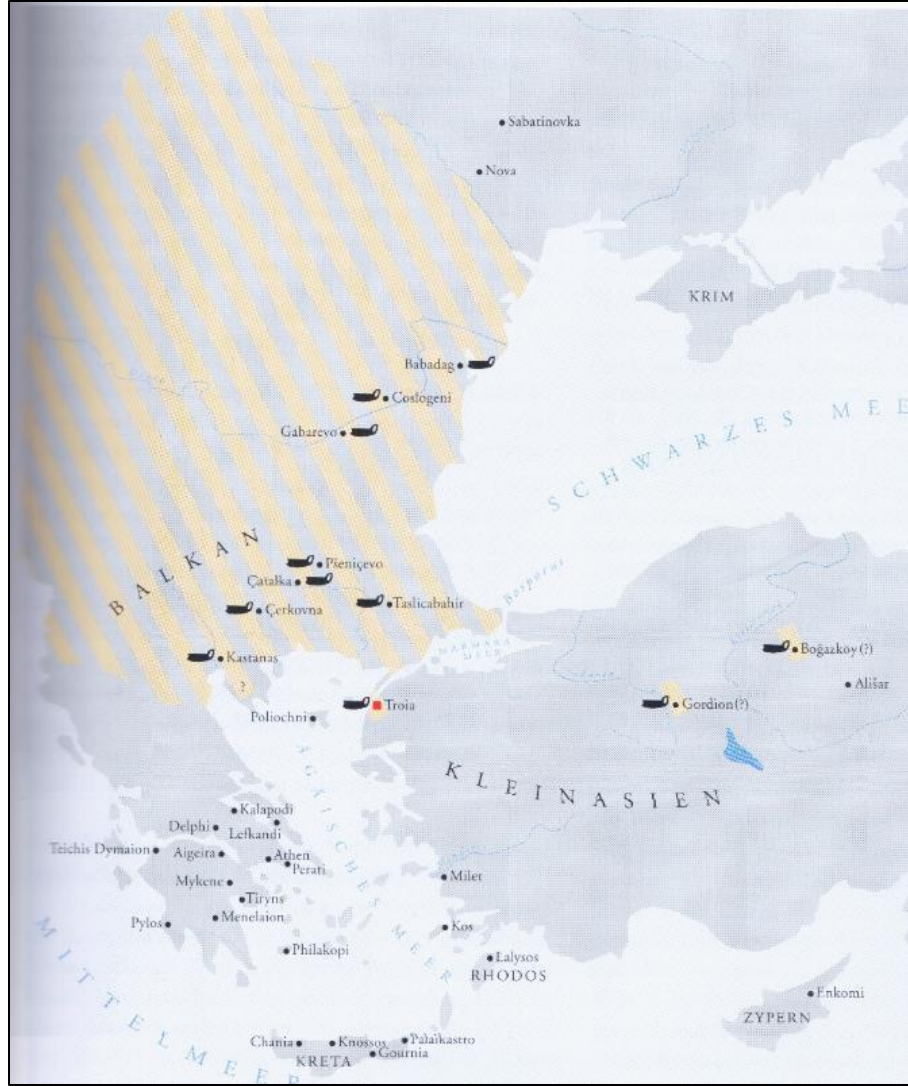 Sabatinovka
Nova
KRIM
Babadag
Coslogeni
Gabarevo
SCHWARZES MEE
BALKAN
Pšeničevo
Çatalka
Bosporus
Çerkovna
Taslicabahir
MARMARA
MEER
Boğazköy (?)
Kastanas
?
Ališar
Troia
Gordion (?)
Poliochni
KLEINASIEN
ÄGÄISCHES MEER
Kalapodi
Delphi
Lefkandi
Teichis Dymaion
Aigeira
Athen
Perati
Mykene
Milet
Tiryns
Pylos
Menelaion
Kos
Philakopi
Lalysos
RHODOS
Enkomi
ZYPERN
MITTELMEER
Chania
Knossos
Palaikastro
Gournia
KRETA